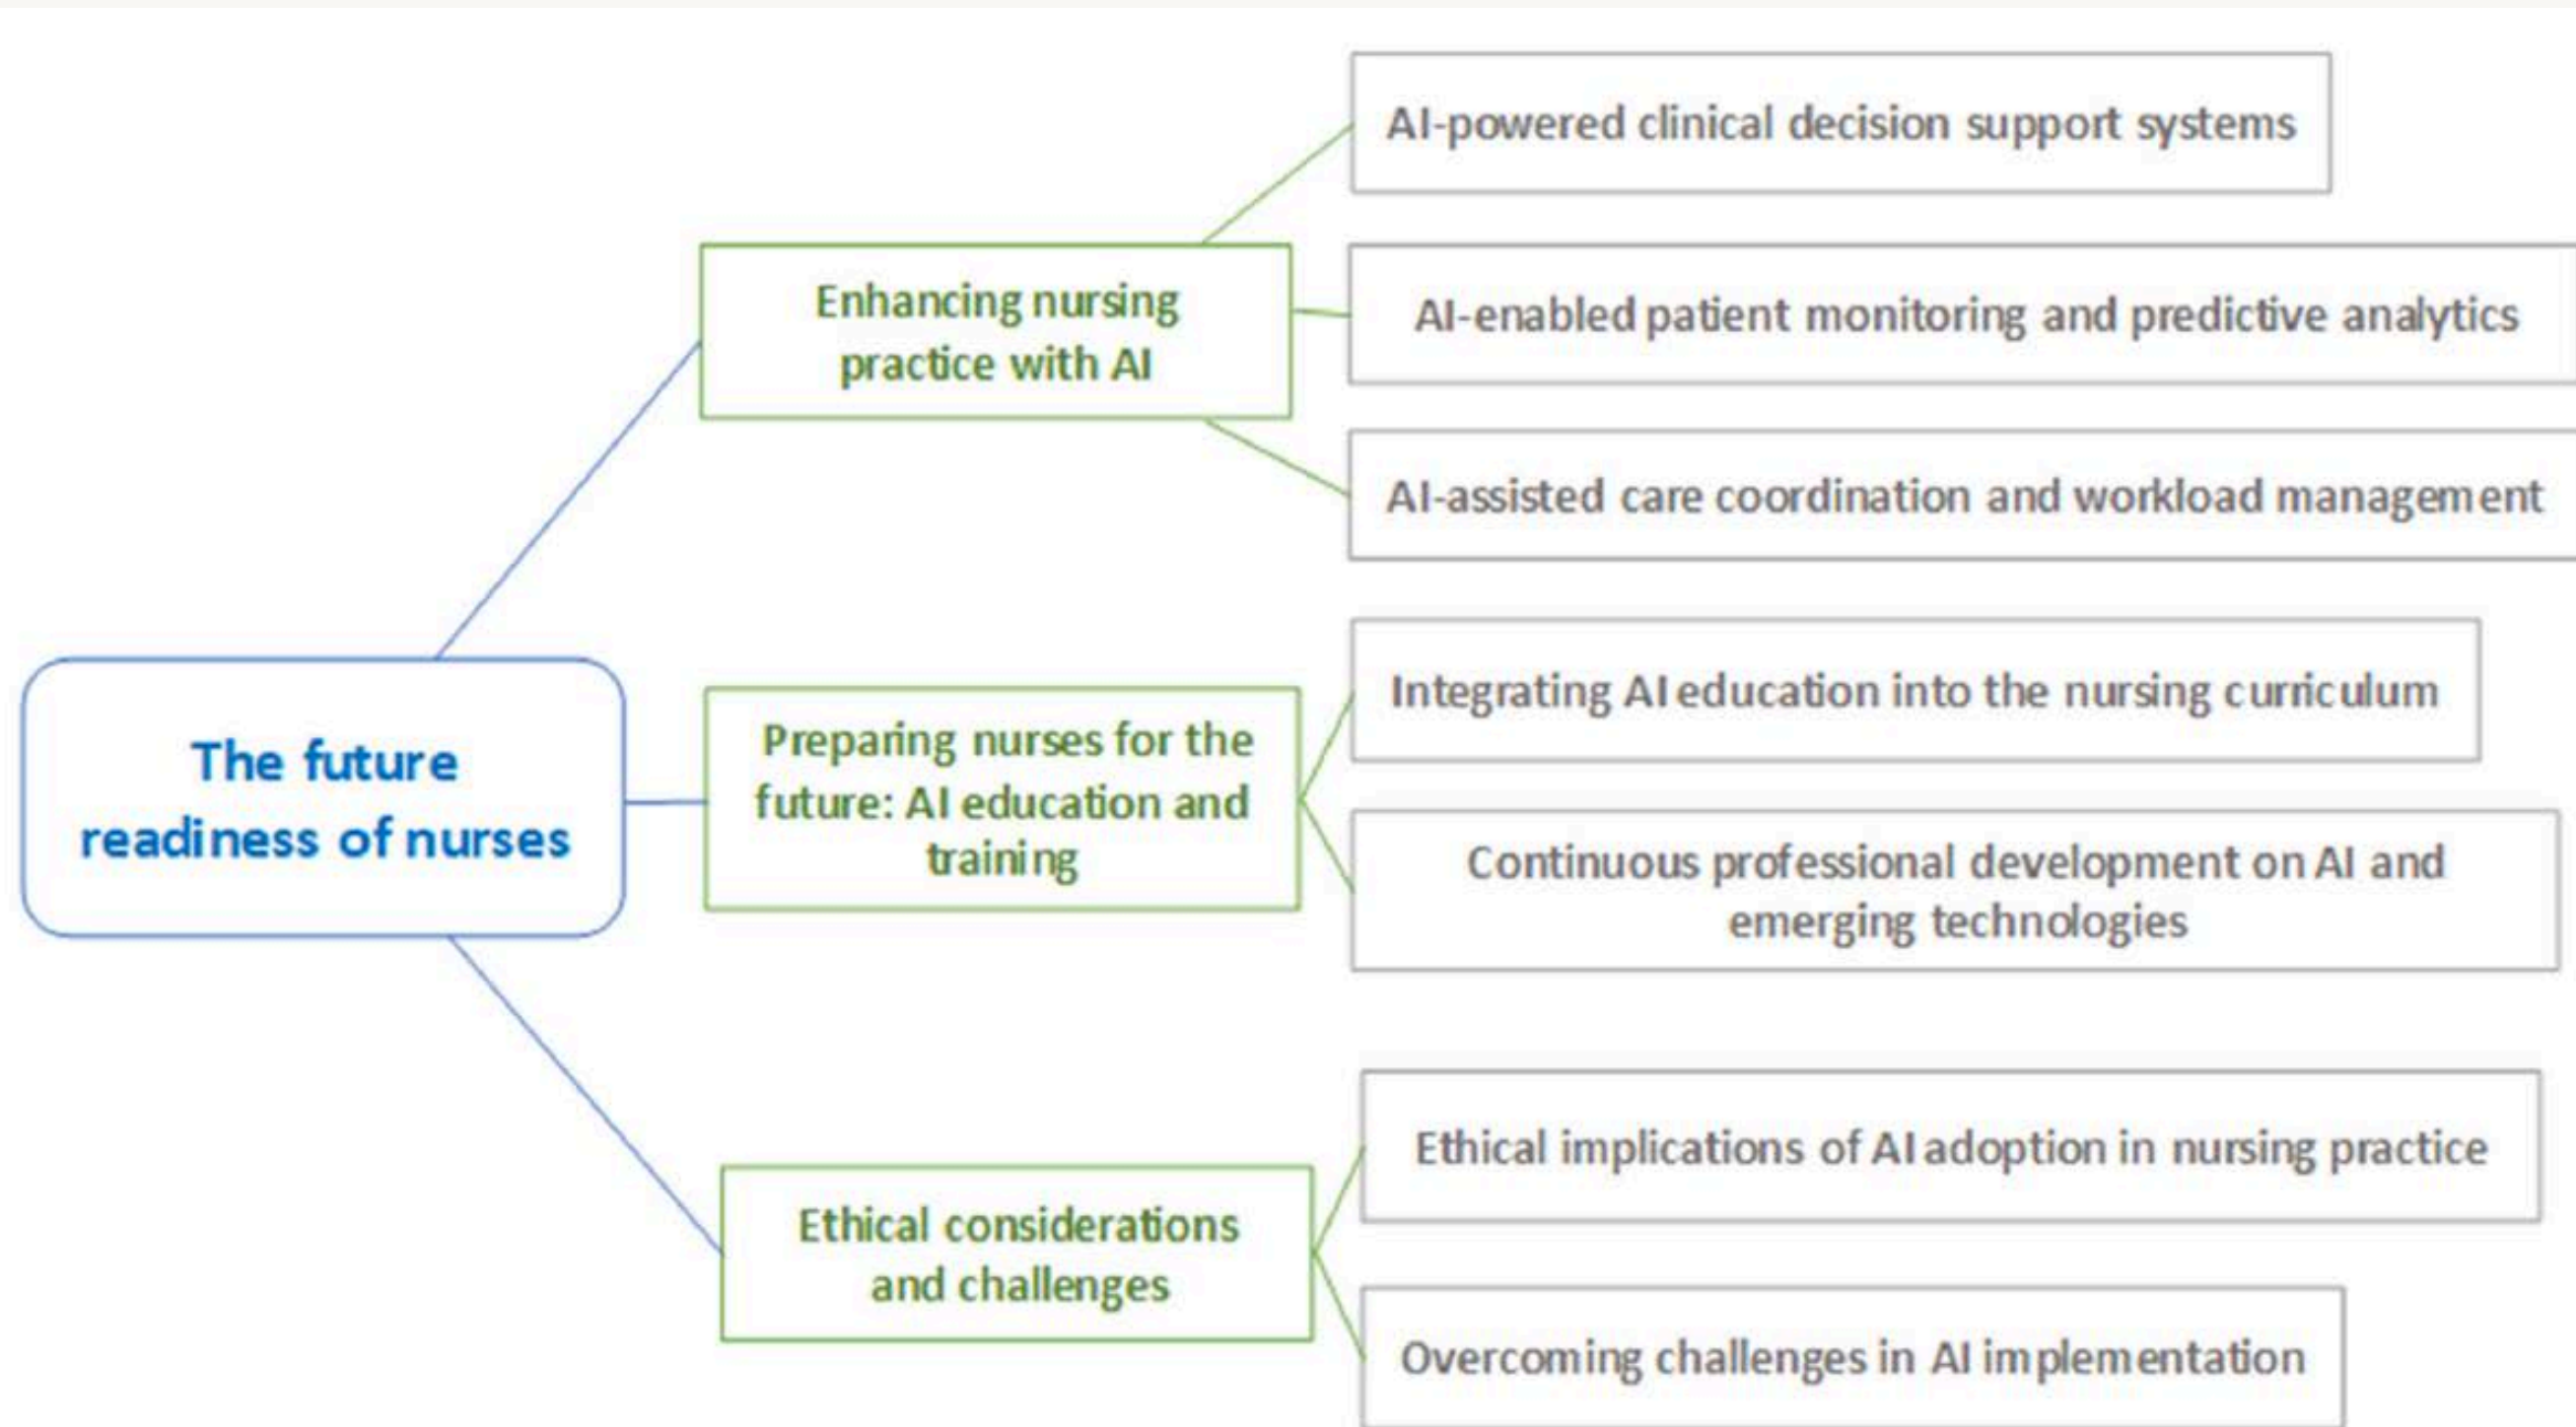 AI-powered clinical decision support systems
Enhancing nursing
practice with AI
AI-enabled patient monitoring and predictive analytics
AI-assisted care coordination and workload management
The future
readiness of nurses
Preparing nurses for the
future: AI education and
training
Integrating AI education into the nursing curriculum
Continuous professional development on AI and
emerging technologies
Ethical considerations
and challenges
Ethical implications of AI adoption in nursing practice
Overcoming challenges in AI implementation